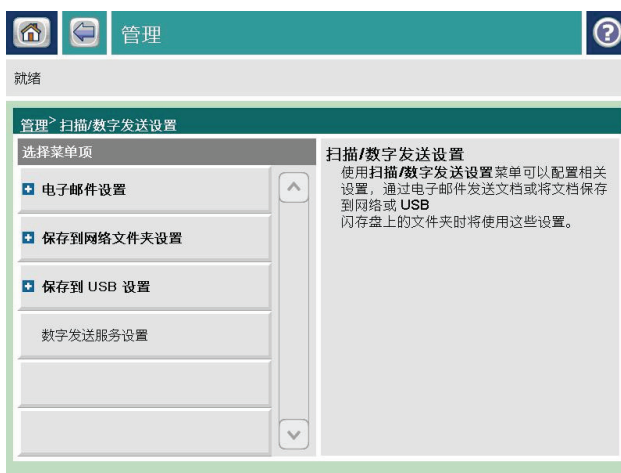 管理
?
就绪
管理> 扫描/数字发送设置
选择菜单项
电子邮件设置
保存到网络文件夹设置
保存到 USB 设置
数字发送服务设置
扫描/数字发送设置
使用扫描/数字发送设置菜单可以配置相关
设置，通过电子邮件发送文档或将文档保存
到网络或 USB
闪存盘上的文件夹时将使用这些设置。